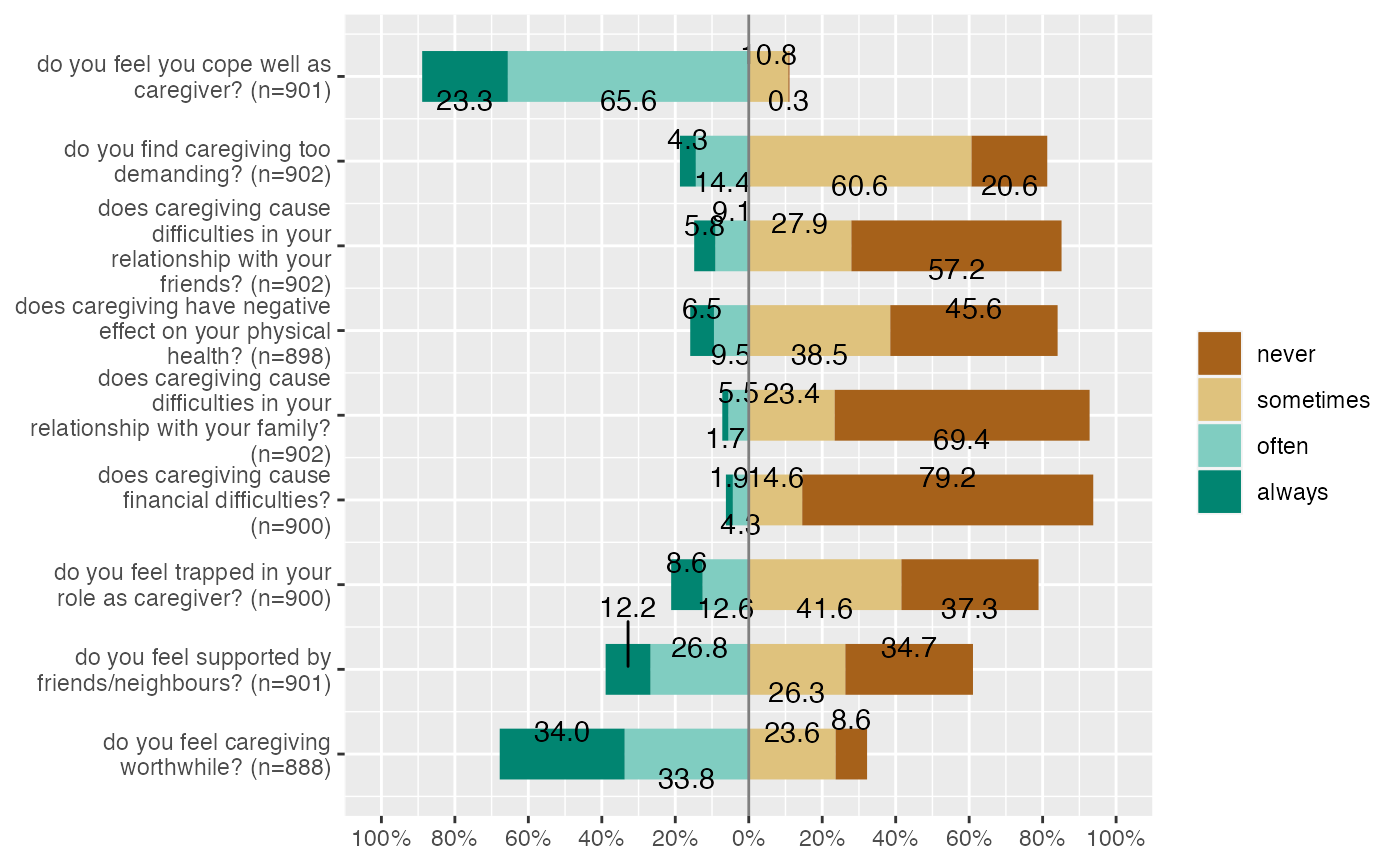 do you feel you cope well as
caregiver? (n=901)
23.3
65.6
10.8
0.3
do you find caregiving too
demanding? (n=902)
4.3
14.4
60.6
20.6
does caregiving cause
difficulties in your
relationship with your
friends? (n=902)
5.8
9.1
27.9
57.2
does caregiving have negative
effect on your physical
health? (n=898)
6.5
9.5
38.5
45.6
does caregiving cause
difficulties in your
relationship with your family?
(n=902)
1.7
5.5
23.4
69.4
does caregiving cause
financial difficulties?
(n=900)
1.9
4.3
14.6
79.2
do you feel trapped in your
role as caregiver? (n=900)
8.6
12.6
41.6
37.3
do you feel supported by
friends/neighbours? (n=901)
12.2
26.8
26.3
34.7
do you feel caregiving
worthwhile? (n=888)
34.0
33.8
23.6
8.6
100% 80% 60% 40% 20% 0% 20% 40% 60% 80% 100%
never
sometimes
often
always